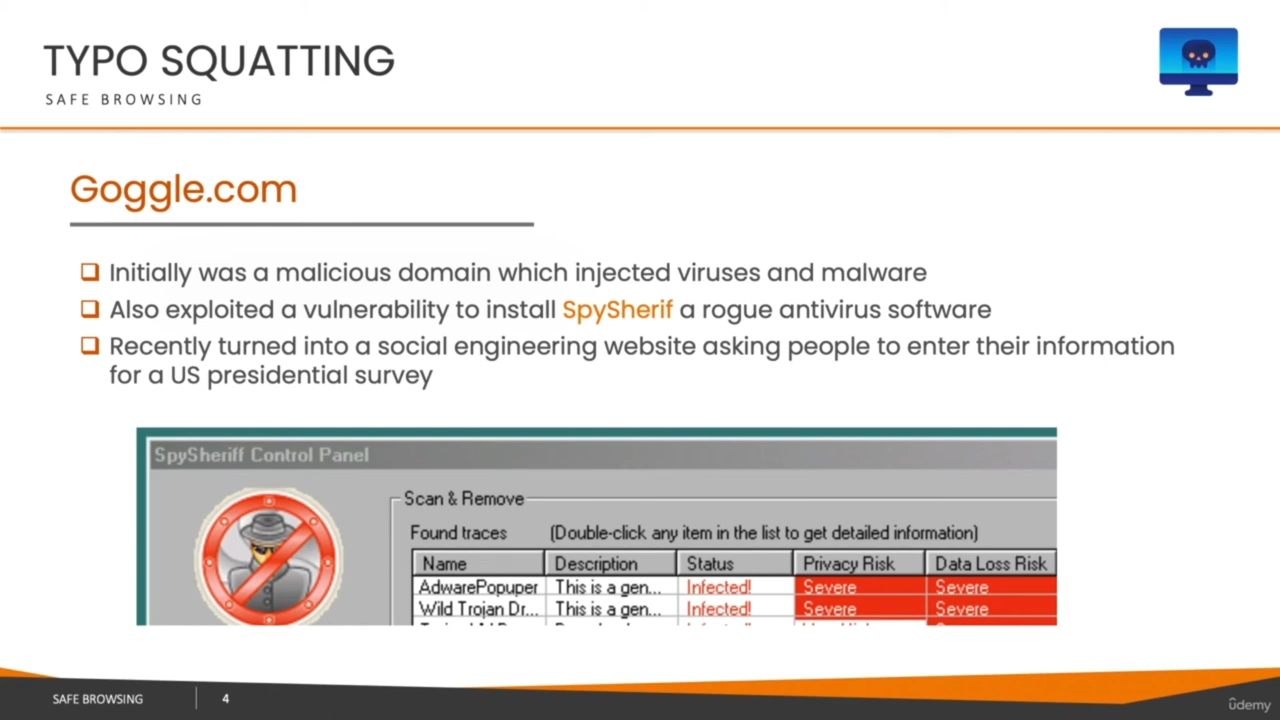 TYPO SQUATTING
SAFE BROWSING
Goggle.com
Initially was a malicious domain which injected viruses and malware
Also exploited a vulnerability to install SpySherif a rogue antivirus software
Recently turned into a social engineering website asking people to enter their information
for a US presidential survey
SpySheriff Control Panel
Scan & Remove
Found traces (Double-click any item in the list to get detailed information)
Name Description Status Privacy Risk Data Loss Risk
AdwarePopuper This is a gen... Infected! Severe Severe
Wild Trojan Dr... This is a gen... Infected! Severe Severe
SAFE BROWSING 4
ûdemy